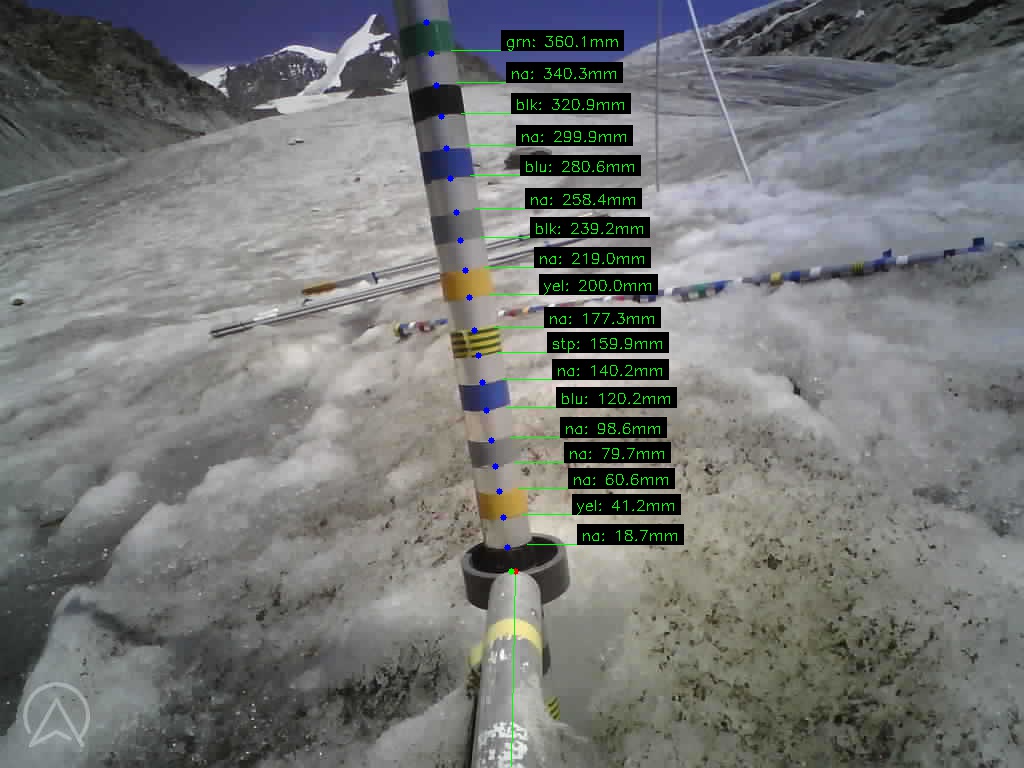 grn: 360.1mm
na: 340.3mm
blk: 320.9mm
na: 299.9mm
blu: 280.6mm
na: 258.4mm
blk: 239.2mm
na: 219.0mm
yel: 200.0mm
na: 177.3mm
stp: 159.9mm
na: 140.2mm
blu: 120.2mm
na: 98.6mm
na: 79.7mm
na: 60.6mm
yel: 41.2mm
na: 18.7mm